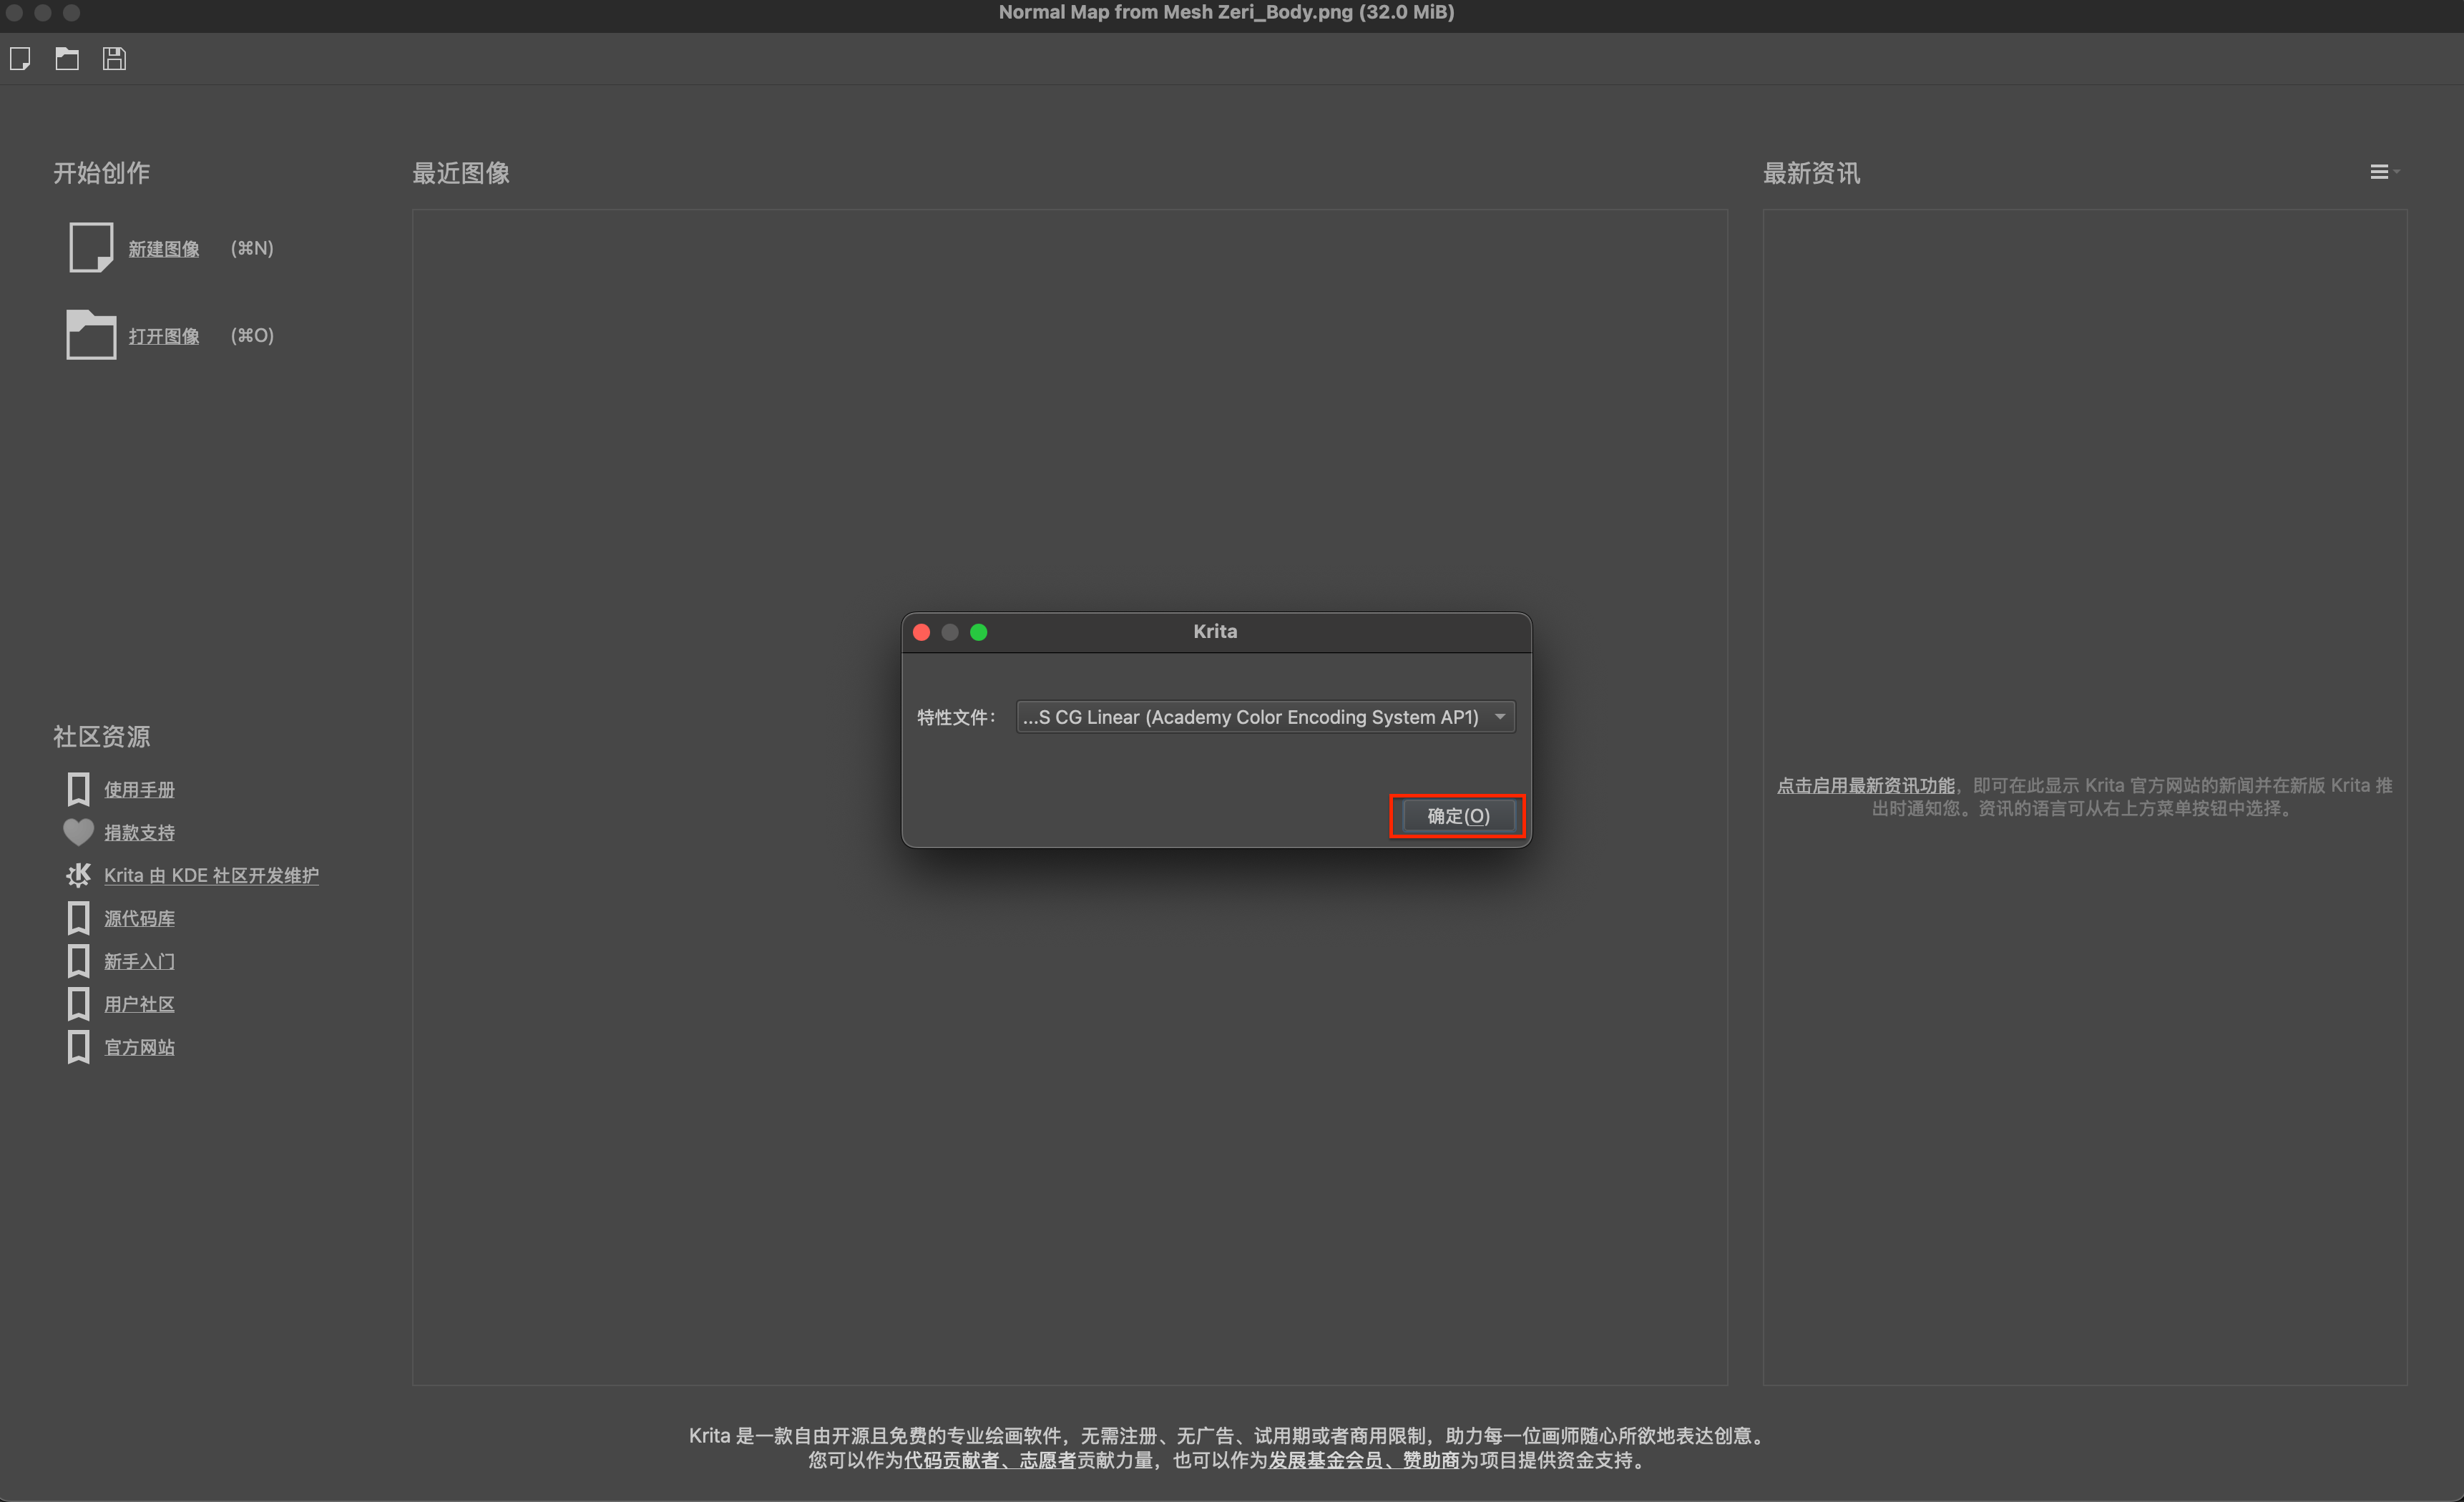 Normal Map from Mesh Zeri_Body.png (32.0 MiB)
开始创作
新建图像 (⌘N)
打开图像 (⌘O)
社区资源
使用手册
捐款支持
Krita 由 KDE 社区开发维护
源代码库
新手入门
用户社区
官方网站
最近图像
Krita
特性文件： ...S CG Linear (Academy Color Encoding System AP1)
确定(O)
最新资讯
点击启用最新资讯功能，即可在此显示 Krita 官方网站的新闻并在新版 Krita 推
出时通知您。资讯的语言可从右上方菜单按钮中选择。
Krita 是一款自由开源且免费的专业绘画软件，无需注册、无广告、试用期或者商用限制，助力每一位画师随心所欲地表达创意。
您可以作为代码贡献者、志愿者贡献力量，也可以作为发展基金会员、赞助商为项目提供资金支持。